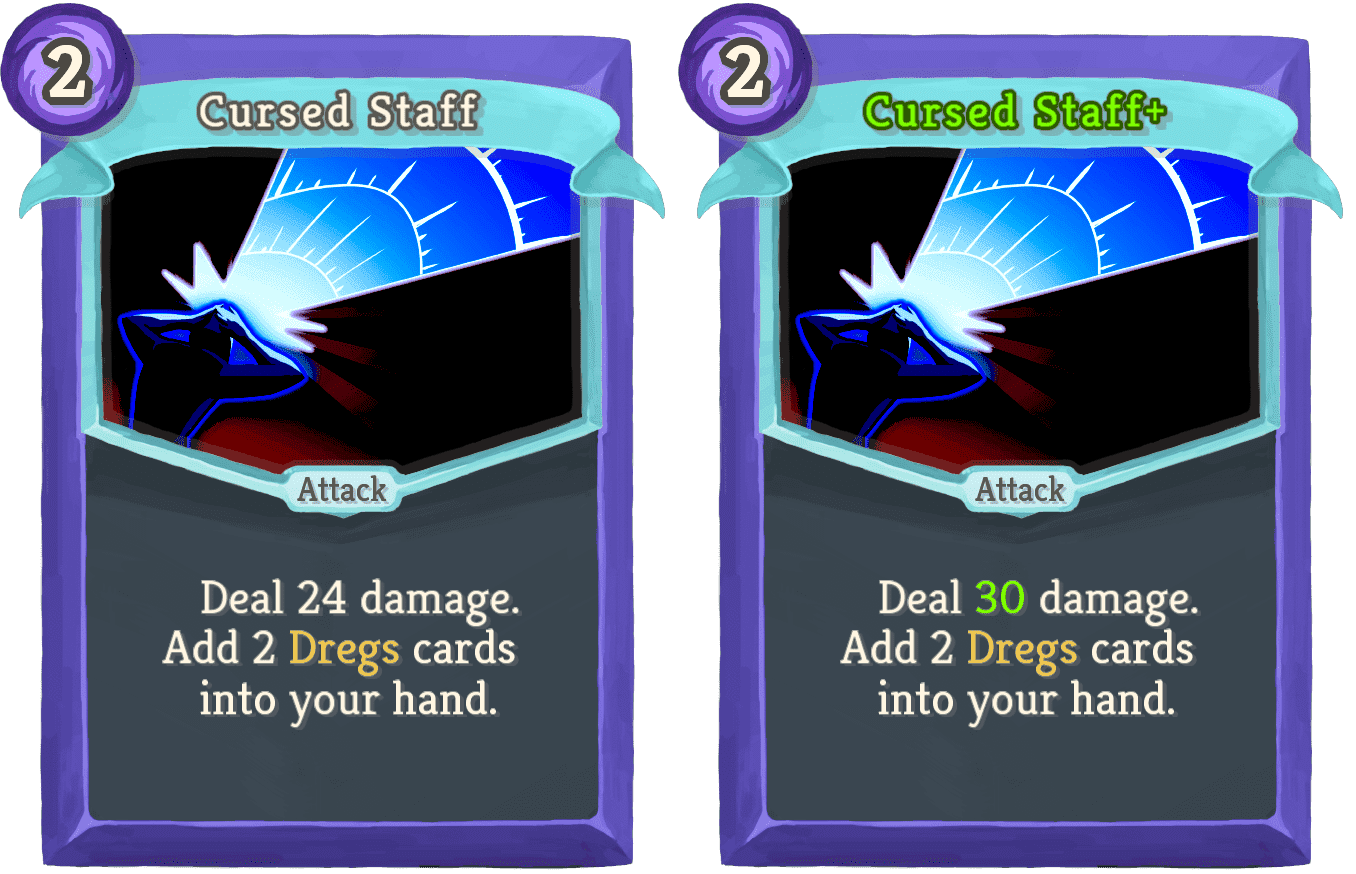 2
Cursed Staff
Attack
Deal 24 damage.
Add 2 Dregs cards
into your hand.
2
Cursed Staff+
Attack
Deal 30 damage.
Add 2 Dregs cards
into your hand.